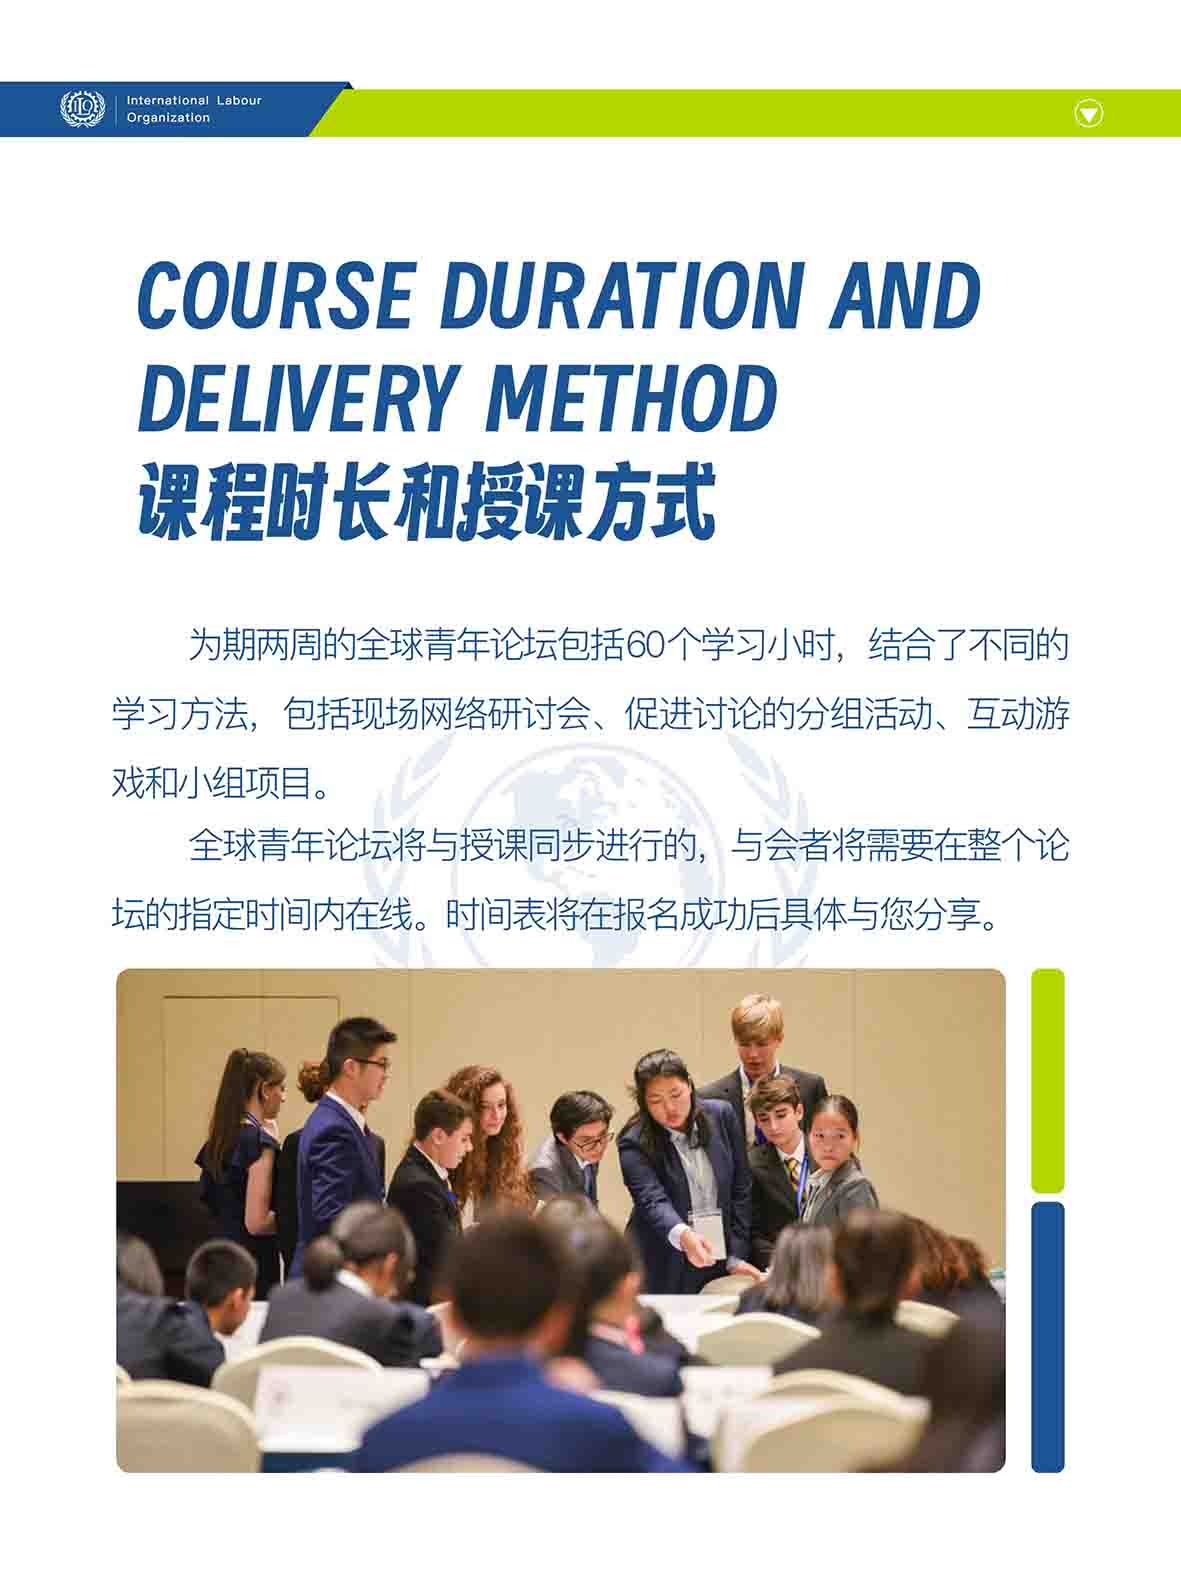 International Labour
Organization
COURSE DURATION AND
DELIVERY METHOD
课程时长和授课方式
为期两周的全球青年论坛包括60个学习小时，结合了不同的
学习方法，包括现场网络研讨会、促进讨论的分组活动、互动游
戏和小组项目。
全球青年论坛将与授课同步进行的，与会者将需要在整个论
坛的指定时间内在线。时间表将在报名成功后具体与您分享。